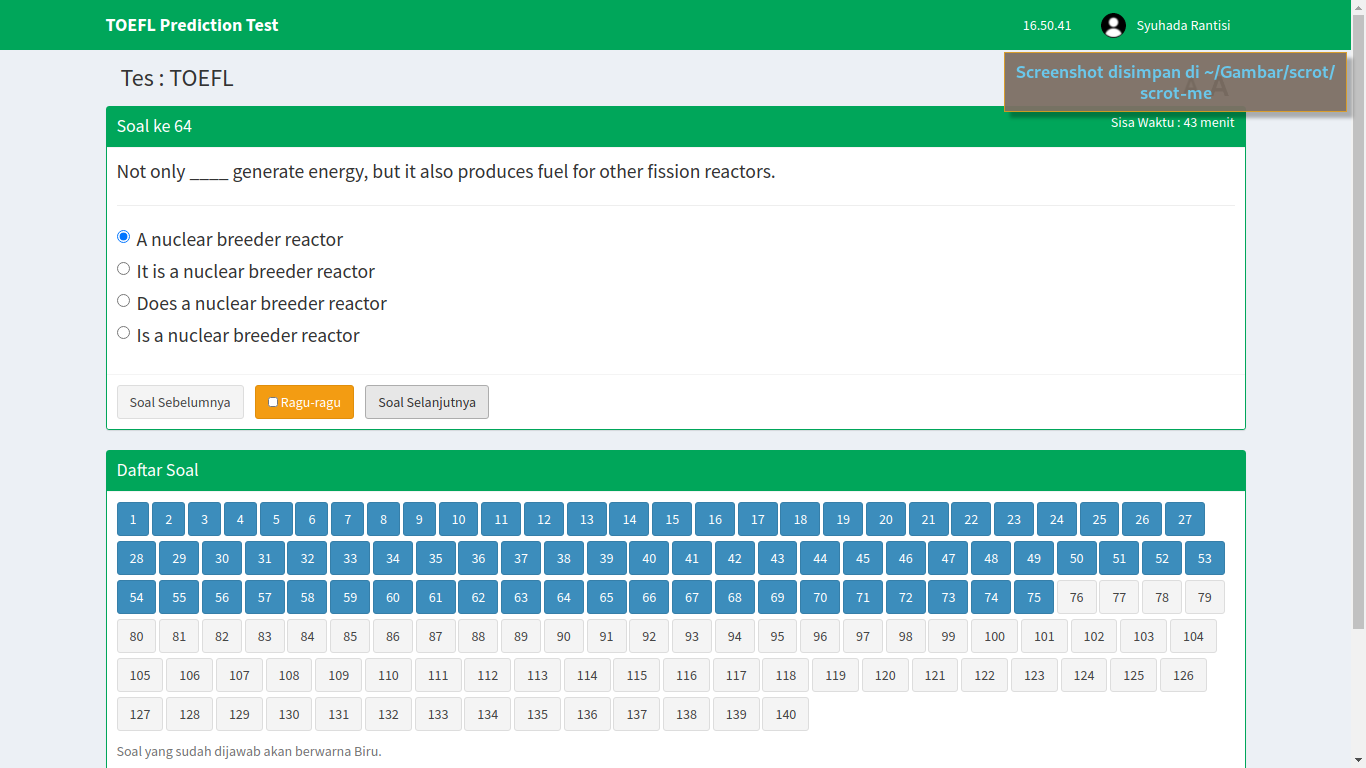 TOEFL Prediction Test
16.50.41
Syuhada Rantisi
Tes : TOEFL
Screenshot disimpan di ~/Gambar/scrot/
scrot-me
Soal ke 64
Sisa Waktu : 43 menit
Not only ____ generate energy, but it also produces fuel for other fission reactors.
A nuclear breeder reactor
It is a nuclear breeder reactor
Does a nuclear breeder reactor
Is a nuclear breeder reactor
Soal Sebelumnya
Ragu-ragu
Soal Selanjutnya
Daftar Soal
1 2 3 4 5 6 7 8 9 10 11 12 13 14 15 16 17 18 19 20 21 22 23 24 25 26 27
28 29 30 31 32 33 34 35 36 37 38 39 40 41 42 43 44 45 46 47 48 49 50 51 52 53
54 55 56 57 58 59 60 61 62 63 64 65 66 67 68 69 70 71 72 73 74 75 76 77 78 79
80 81 82 83 84 85 86 87 88 89 90 91 92 93 94 95 96 97 98 99 100 101 102 103 104
105 106 107 108 109 110 111 112 113 114 115 116 117 118 119 120 121 122 123 124 125 126
127 128 129 130 131 132 133 134 135 136 137 138 139 140
Soal yang sudah dijawab akan berwarna Biru.